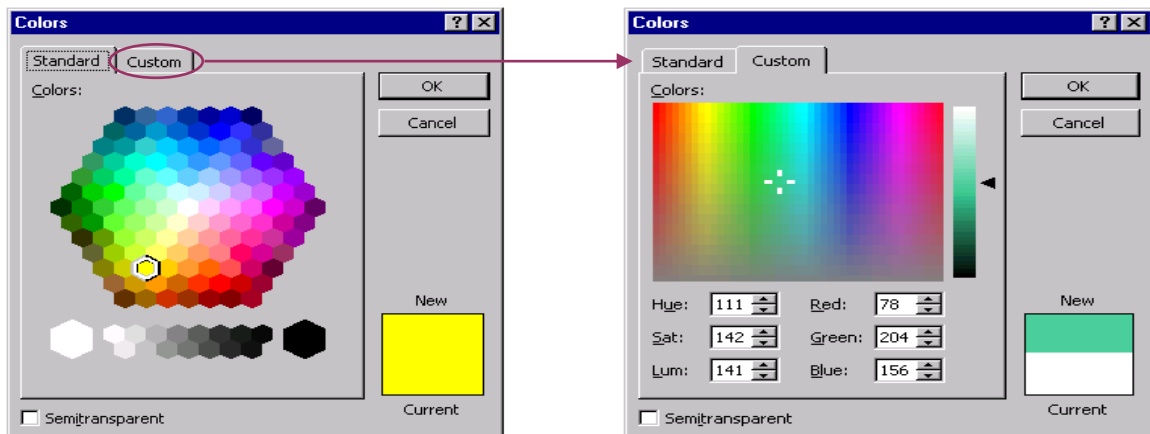 Colors
Standard Custom
Colors:
OK
Cancel
New
Current
Semitransparent
Colors
Standard Custom
Colors:
OK
Cancel
Hue: 111 Red: 78
Sat: 142 Green: 204
Lum: 141 Blue: 156
New
Current
Semitransparent